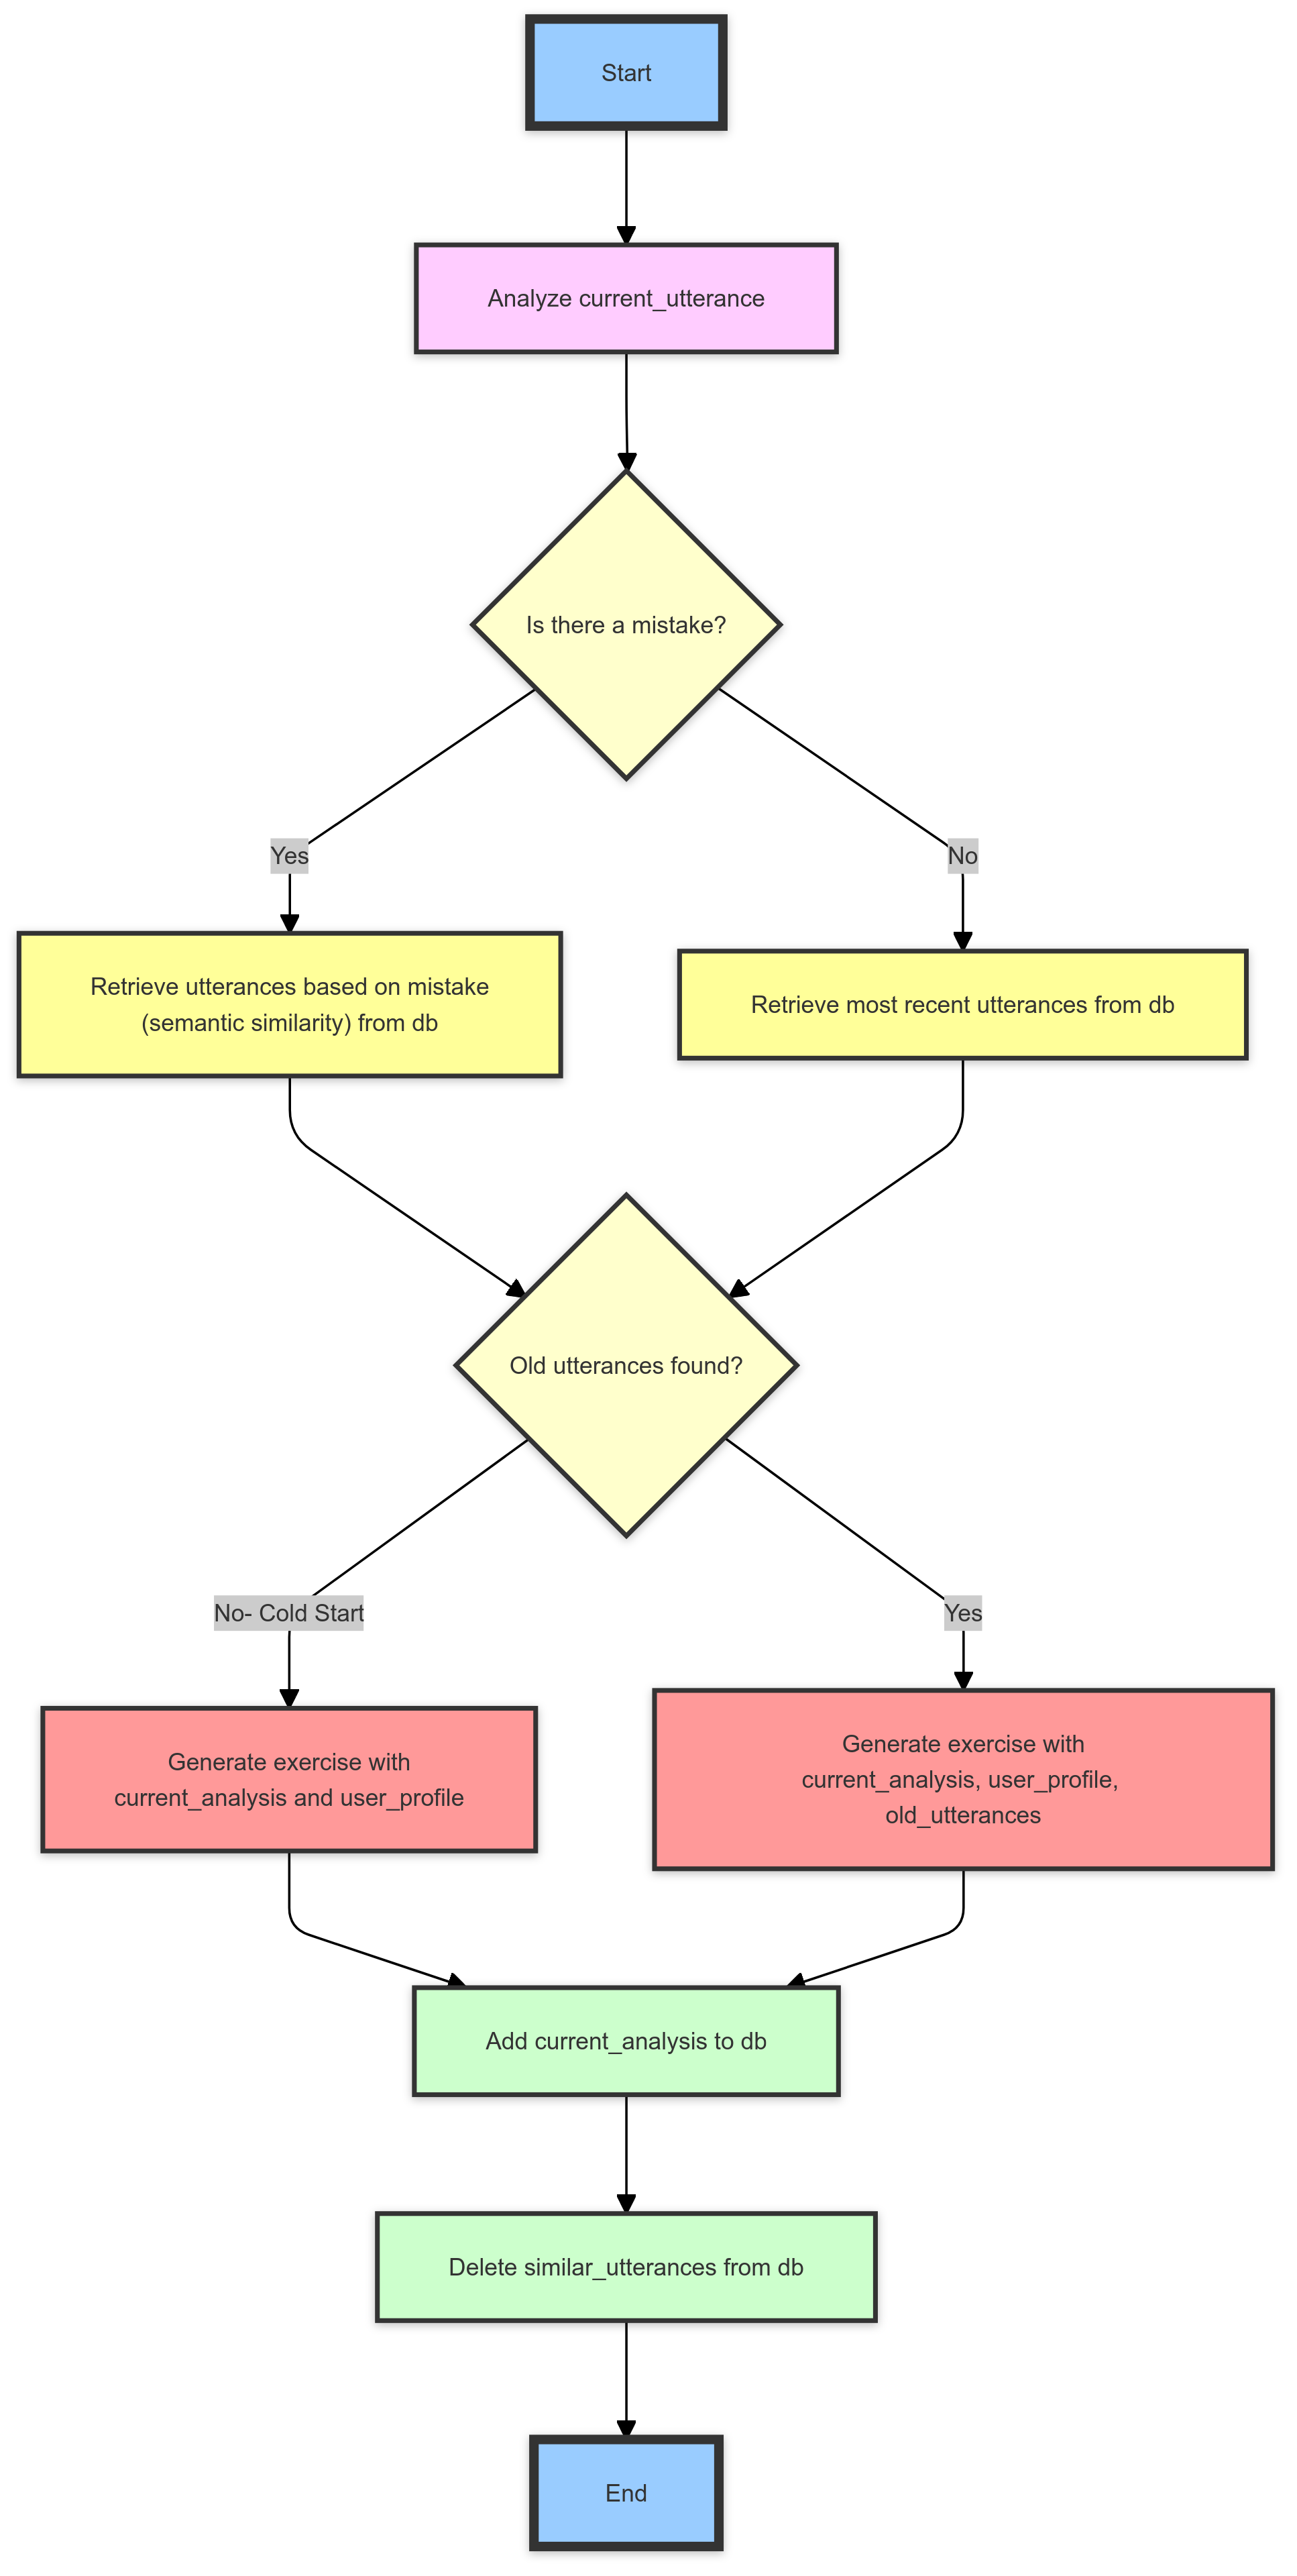 Start
Analyze current_utterance
Is there a mistake?
Yes
No
Retrieve utterances based on mistake
(semantic similarity) from db
Retrieve most recent utterances from db
Old utterances found?
No- Cold Start
Yes
Generate exercise with
current_analysis and user_profile
Generate exercise with
current_analysis, user_profile,
old_utterances
Add current_analysis to db
Delete similar_utterances from db
End